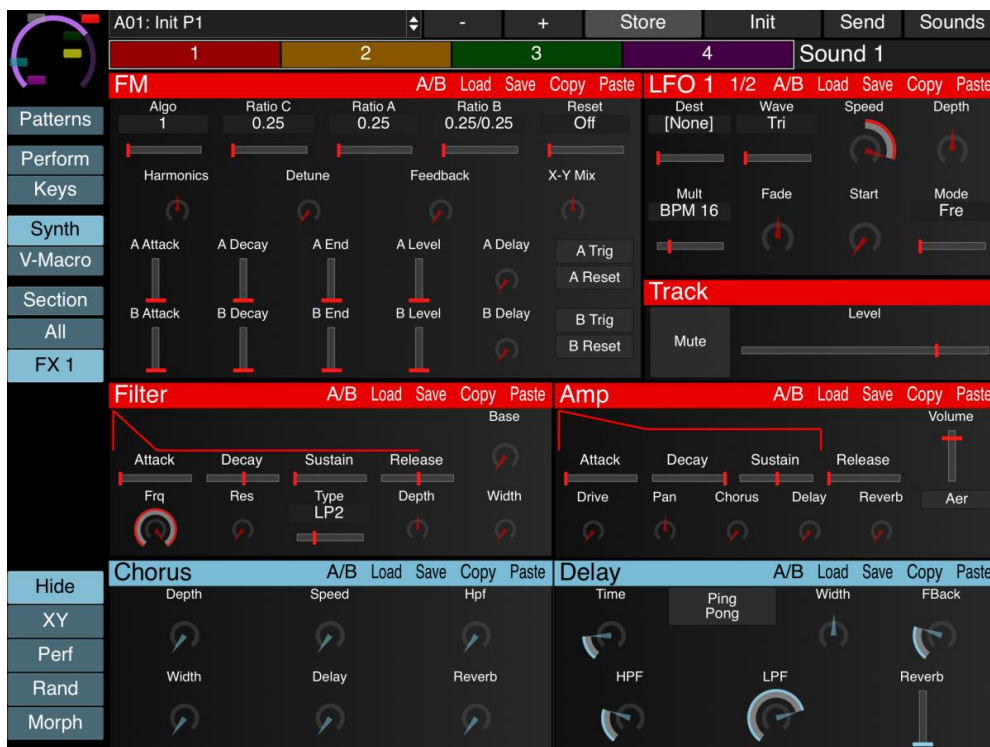 A01: Init P1 - + Store Init Send Sounds
1 2 3 4 Sound 1
Patterns
Perform
Keys
Synth
V-Macro
Section
All
FX 1
Hide
XY
Perf
Rand
Morph
FM A/B Load Save Copy Paste
Algo Ratio C Ratio A Ratio B Reset
1 0.25 0.25 0.25/0.25 Off
Harmonics Detune Feedback X-Y Mix
A Attack A Decay A End A Level A Delay A Trig
A Reset
B Attack B Decay B End B Level B Delay B Trig
B Reset
LFO 1 1/2 A/B Load Save Copy Paste
Dest Wave Speed Depth
[None] Tri
Mult Fade Start Mode
BPM 16 Fre
Track
Mute Level
Filter A/B Load Save Copy Paste
Base
Attack Decay Sustain Release
Frq Res Type Depth Width
LP2
Amp A/B Load Save Copy Paste
Volume
Attack Decay Sustain Release
Drive Pan Chorus Delay Reverb Aer
Chorus A/B Load Save Copy Paste
Depth Speed Hpf
Width Delay Reverb
Delay A/B Load Save Copy Paste
Time Ping Width FBack
Pong
HPF LPF Reverb